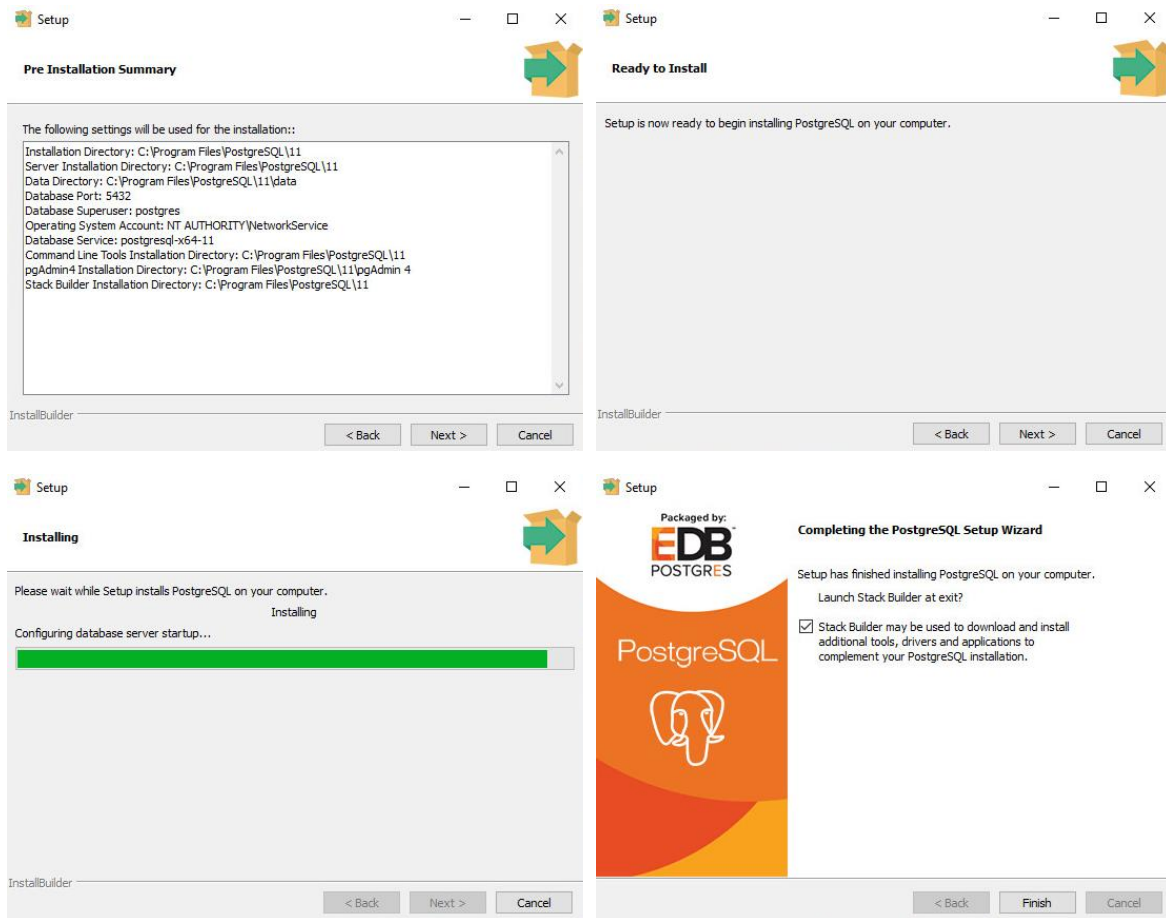 Setup
Pre Installation Summary
The following settings will be used for the installation::
Installation Directory: C:\Program Files\PostgreSQL\11
Server Installation Directory: C:\Program Files\PostgreSQL\11
Data Directory: C:\Program Files\PostgreSQL\11\data
Database Port: 5432
Database Superuser: postgres
Operating System Account: NT AUTHORITY\NetworkService
Database Service: postgresql-x64-11
Command Line Tools Installation Directory: C:\Program Files\PostgreSQL\11
pgAdmin4 Installation Directory: C:\Program Files\PostgreSQL\11\pgAdmin 4
Stack Builder Installation Directory: C:\Program Files\PostgreSQL\11
InstallBuilder
< Back Next > Cancel
Setup
Ready to Install
Setup is now ready to begin installing PostgreSQL on your computer.
InstallBuilder
< Back Next > Cancel
Setup
Installing
Please wait while Setup installs PostgreSQL on your computer.
Installing
Configuring database server startup...
InstallBuilder
< Back Next > Cancel
Setup
Packaged by:
EDB
POSTGRES
PostgreSQL
Completing the PostgreSQL Setup Wizard
Setup has finished installing PostgreSQL on your computer.
Launch Stack Builder at exit?
Stack Builder may be used to download and install
additional tools, drivers and applications to
complement your PostgreSQL installation.
< Back Finish Cancel